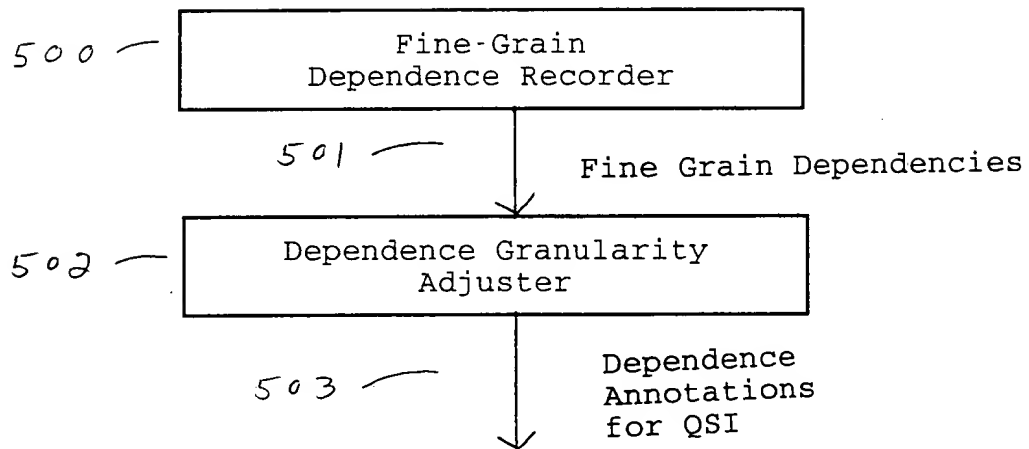 500
Fine-Grain
Dependence Recorder
501
Fine Grain Dependencies
502
Dependence Granularity
Adjuster
503
Dependence
Annotations
for QSI